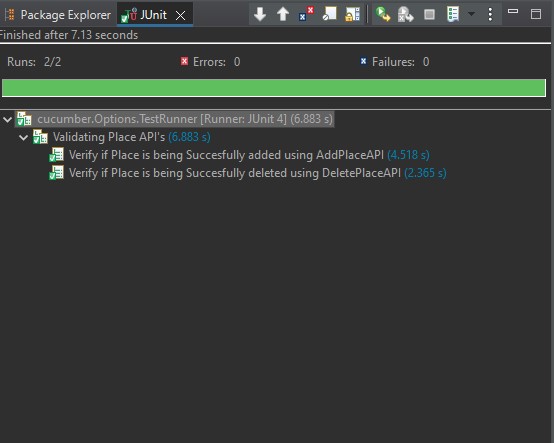 Package Explorer JUnit
Finished after 7.13 seconds
Runs: 2/2 Errors: 0 Failures: 0
cucumber.Options.TestRunner [Runner: JUnit 4] (6.883 s)
Validating Place API's (6.883 s)
Verify if Place is being Succesfully added using AddPlaceAPI (4.518 s)
Verify if Place is being Succesfully deleted using DeletePlaceAPI (2.365 s)